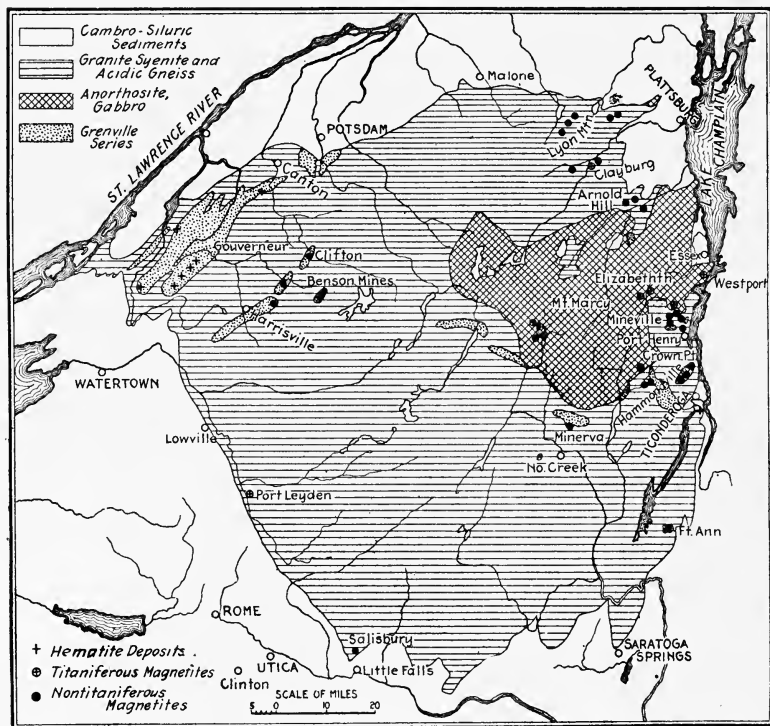 Cambro-Siluric
Sediments
Granite Syenite and
Acidic Gneiss
Anorthosite,
Gabbro
Grenville
Series
Malone
PLATTSBURG
LAKE CHAMPLAIN
Lyon Mtn
ST. LAWRENCE RIVER
POTSDAM
Canton
Clayburg
Arnold
Hill
Gouverneur
Clifton
Essex
Benson Mines
Elizabethth
Westport
Mt. Marcy
Mineville
Harrisville
Port Henry
Crown Pt.
WATERTOWN
Hammondville
TICONDEROGA
Lowville
Minerva
No. Creek
Port Leyden
Ft. Ann
ROME
Hematite Deposits.
Titaniferous Magnetites
Nontitaniferous
Magnetites
Salisbury
UTICA
Little Falls
Clinton
SARATOGA
SPRINGS
SCALE OF MILES
5 0 10 20